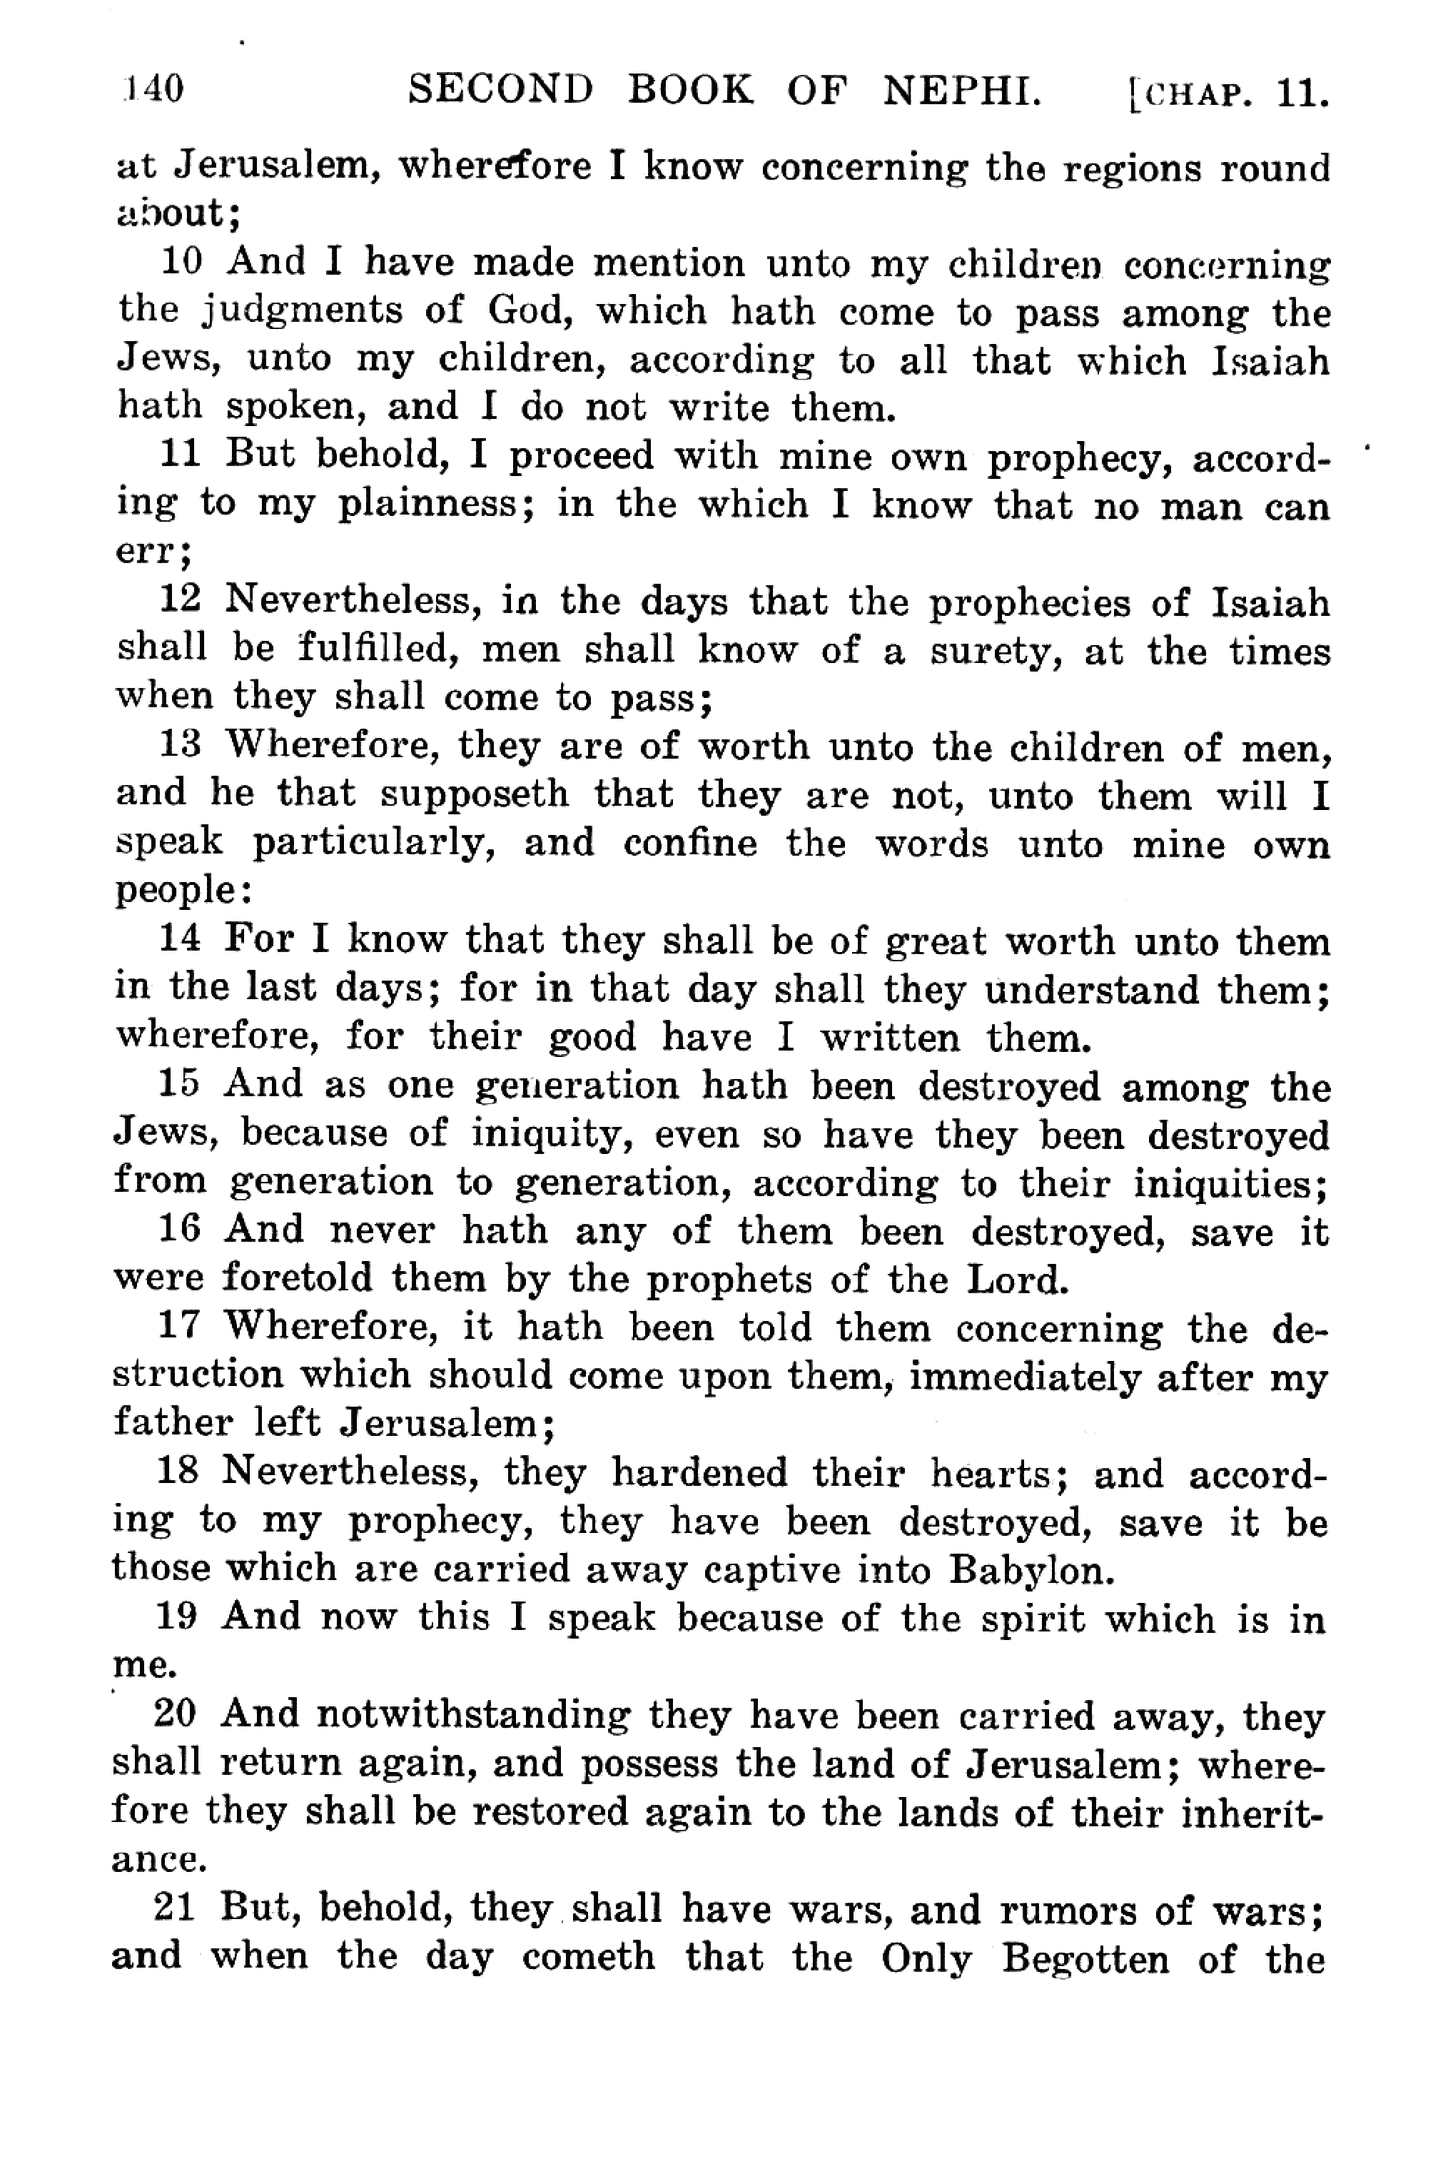 140 SECOND BOOK OF NEPHI. [CHAP. 11.
at Jerusalem, wherefore I know concerning the regions round
about;
10 And I have made mention unto my children concerning
the judgments of God, which hath come to pass among the
Jews, unto my children, according to all that which Isaiah
hath spoken, and I do not write them.
11 But behold, I proceed with mine own prophecy, accord-
ing to my plainness; in the which I know that no man can
err;
12 Nevertheless, in the days that the prophecies of Isaiah
shall be fulfilled, men shall know of a surety, at the times
when they shall come to pass;
13 Wherefore, they are of worth unto the children of men,
and he that supposeth that they are not, unto them will I
speak particularly, and confine the words unto mine own
people:
14 For I know that they shall be of great worth unto them
in the last days; for in that day shall they understand them;
wherefore, for their good have I written them.
15 And as one generation hath been destroyed among the
Jews, because of iniquity, even so have they been destroyed
from generation to generation, according to their iniquities;
16 And never hath any of them been destroyed, save it
were foretold them by the prophets of the Lord.
17 Wherefore, it hath been told them concerning the de-
struction which should come upon them, immediately after my
father left Jerusalem;
18 Nevertheless, they hardened their hearts; and accord-
ing to my prophecy, they have been destroyed, save it be
those which are carried away captive into Babylon.
19 And now this I speak because of the spirit which is in
me.
20 And notwithstanding they have been carried away, they
shall return again, and possess the land of Jerusalem; where-
fore they shall be restored again to the lands of their inherit-
ance.
21 But, behold, they shall have wars, and rumors of wars;
and when the day cometh that the Only Begotten of the